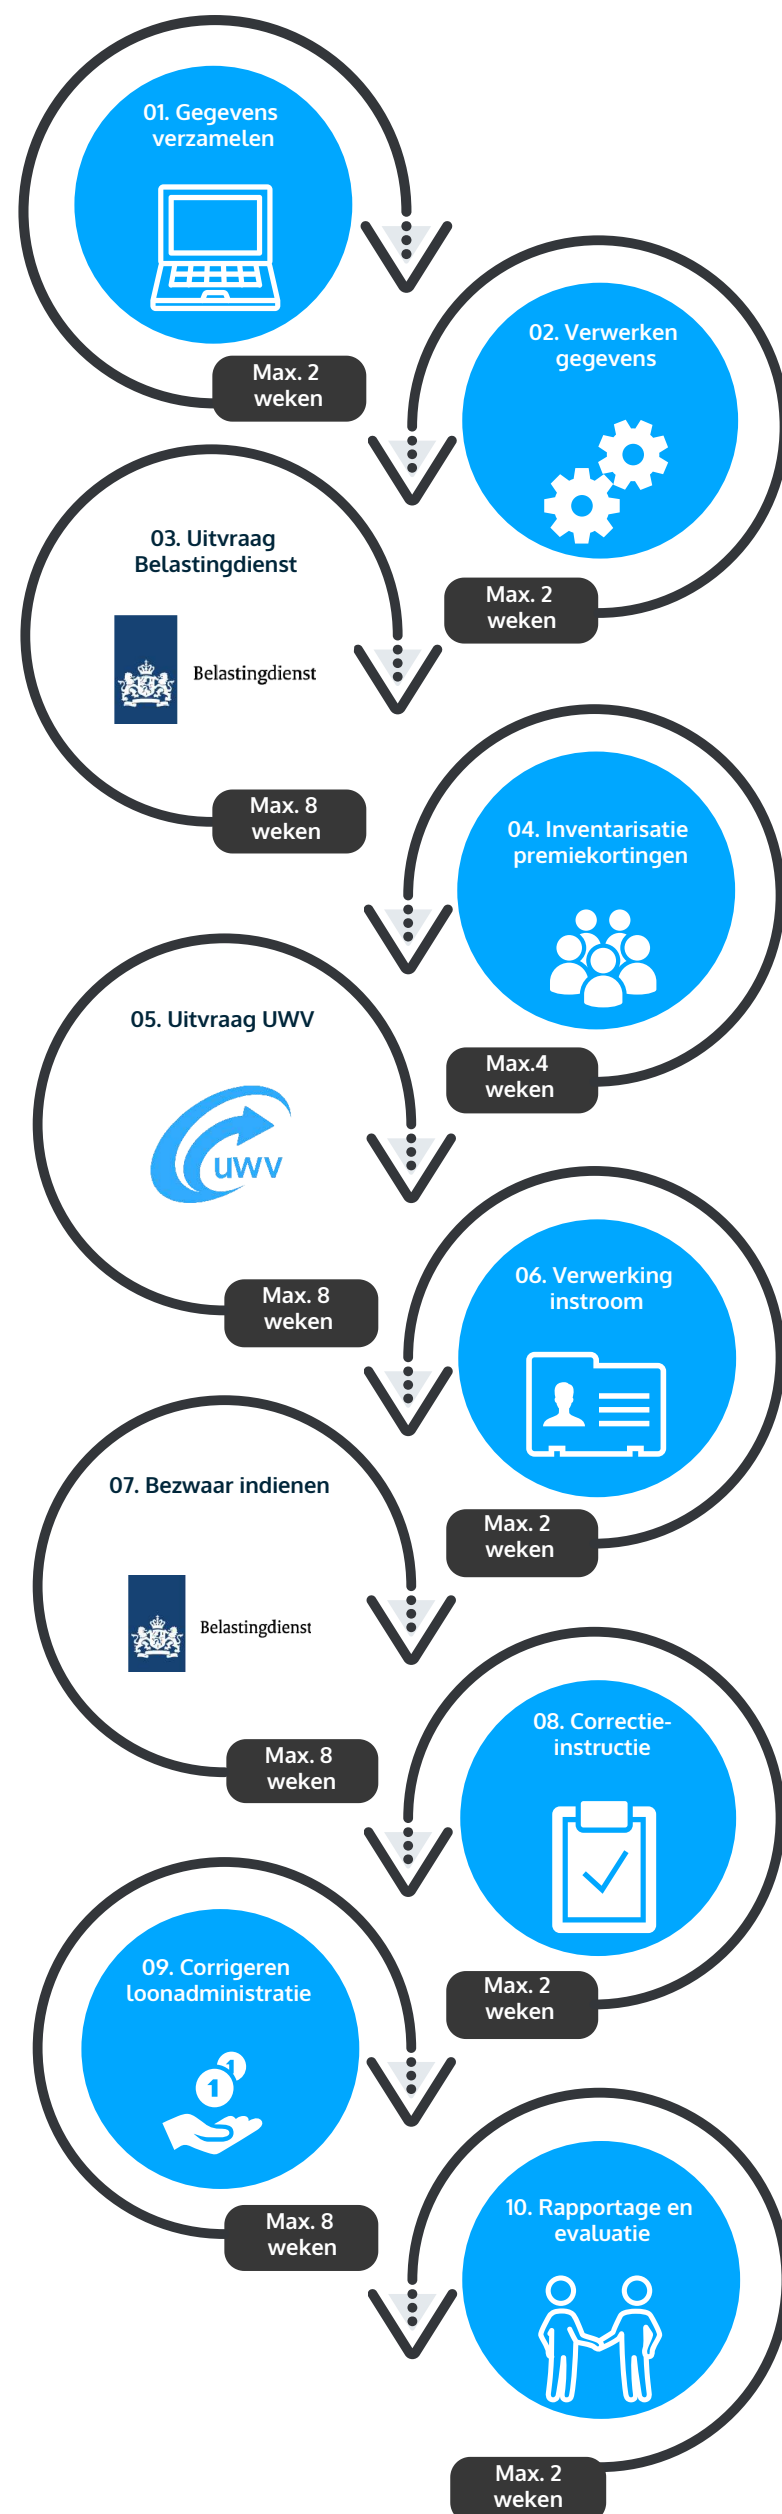 01. Gegevens
verzamelen
Max. 2
weken
02. Verwerken
gegevens
Max. 2
weken
03. Uitvraag
Belastingdienst
Belastingdienst
Max. 8
weken
04. Inventarisatie
premiekortingen
Max.4
weken
05. Uitvraag UWV
uwv
Max. 8
weken
06. Verwerking
instroom
Max. 2
weken
07. Bezwaar indienen
Belastingdienst
Max. 8
weken
08. Correctie-
instructie
Max. 2
weken
09. Corrigeren
loonadministratie
1
1
Max. 8
weken
10. Rapportage en
evaluatie
Max. 2
weken